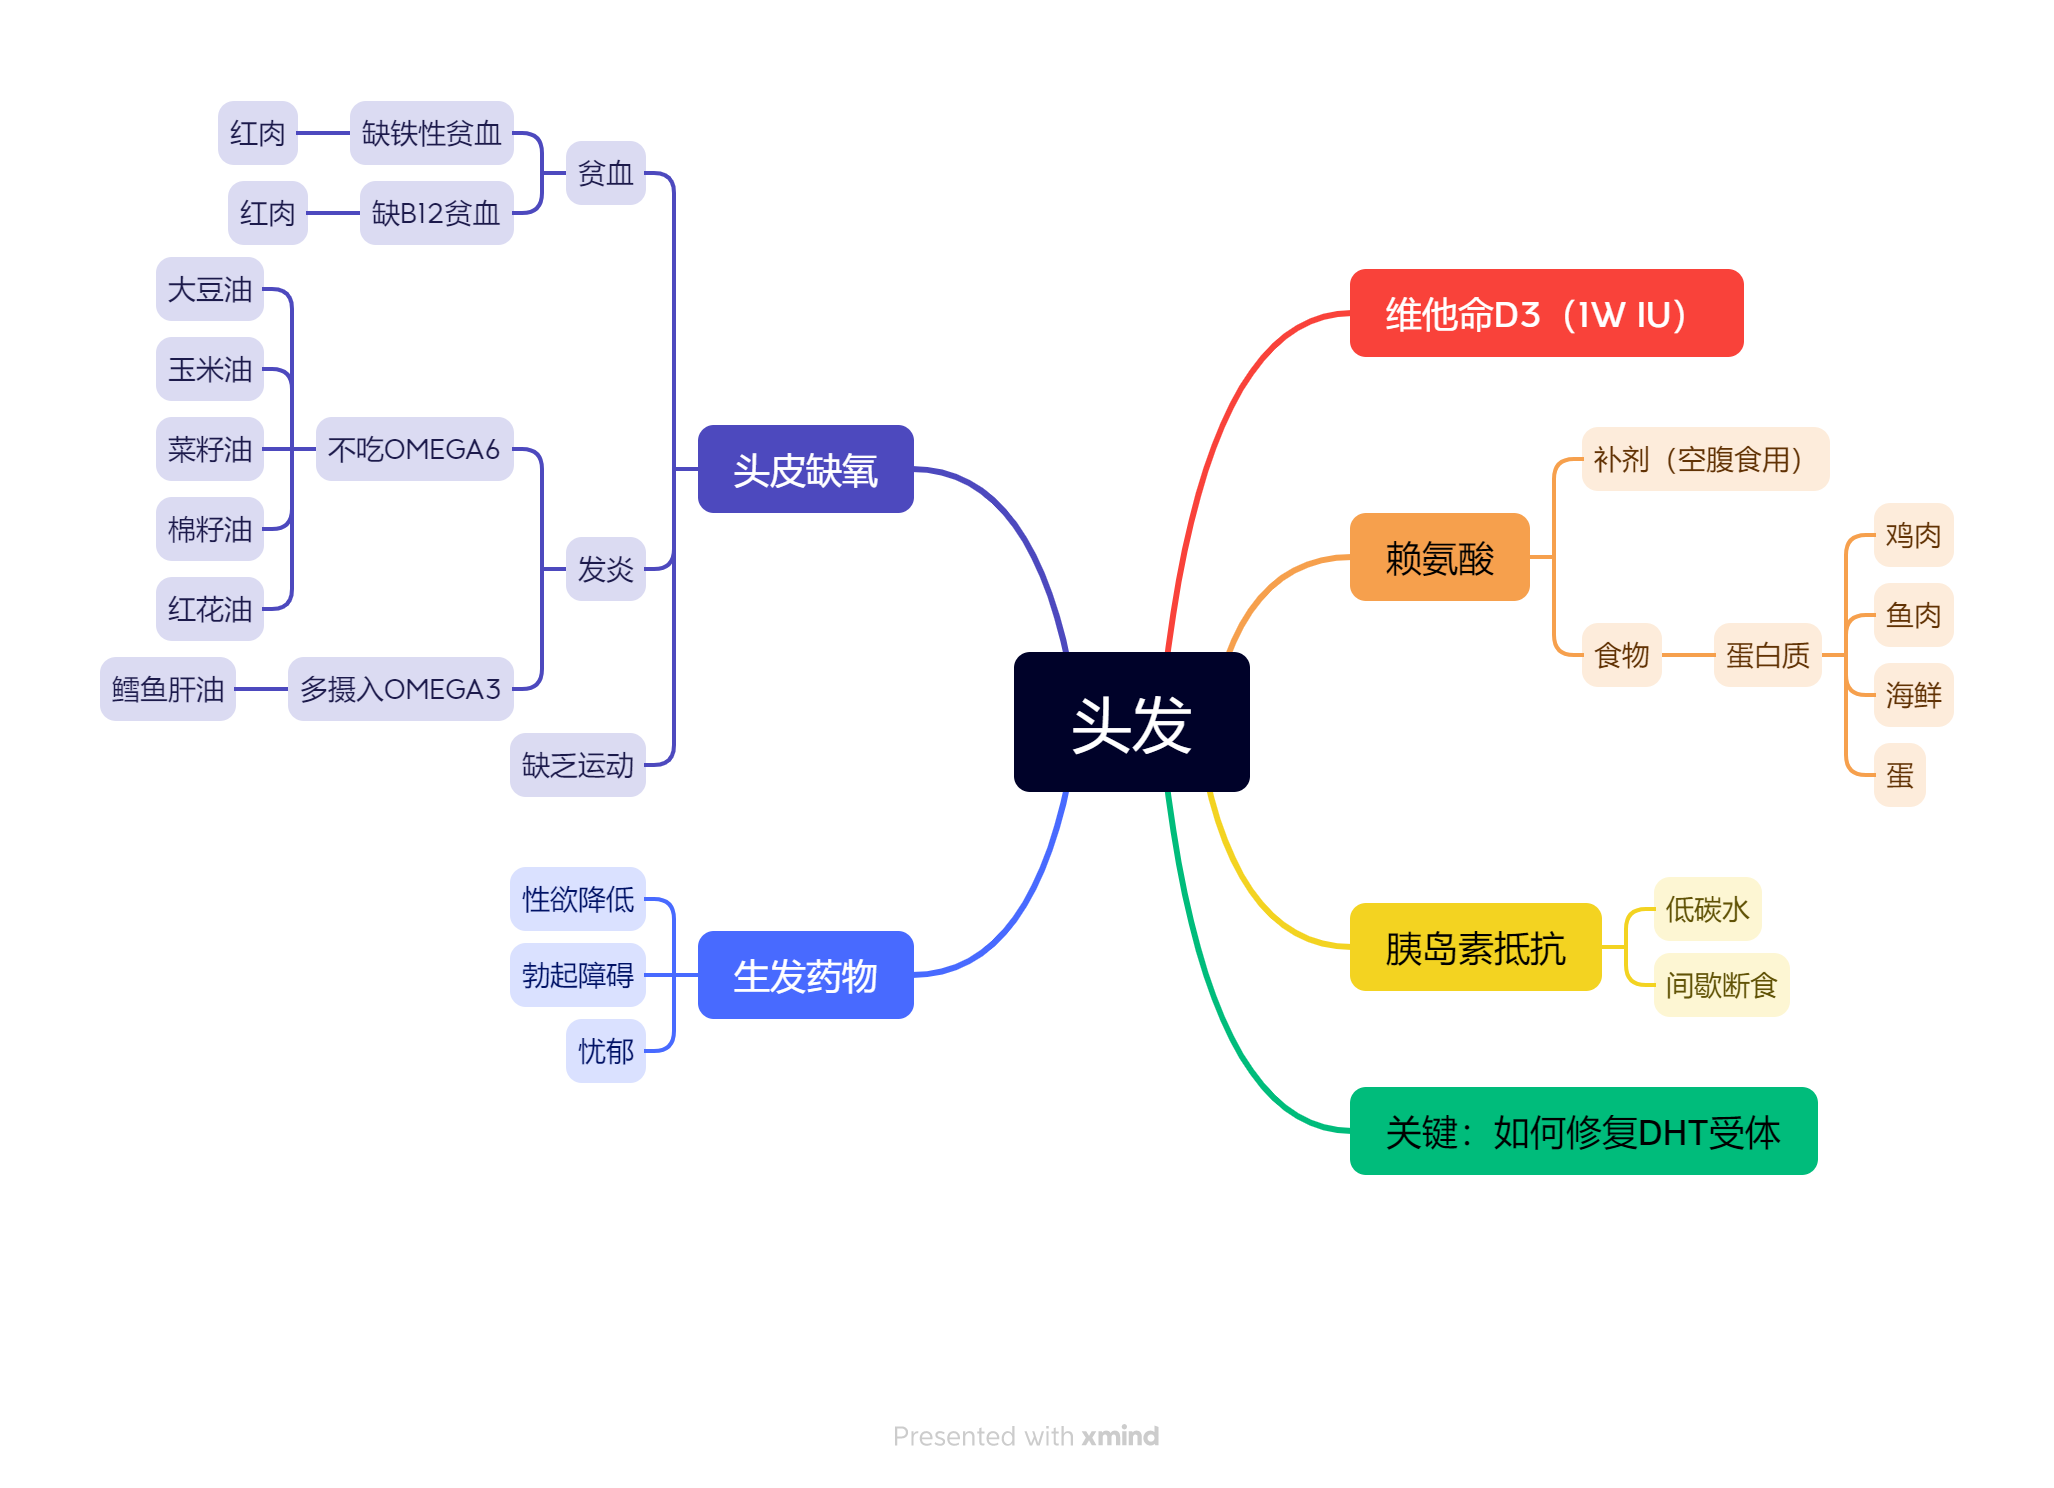 头发
维他命D3（1W IU）
赖氨酸
补剂（空腹食用）
食物
蛋白质
鸡肉
鱼肉
海鲜
蛋
胰岛素抵抗
低碳水
间歇断食
关键：如何修复DHT受体
头皮缺氧
贫血
缺铁性贫血
红肉
缺B12贫血
红肉
发炎
不吃OMEGA6
大豆油
玉米油
菜籽油
棉籽油
红花油
多摄入OMEGA3
鳕鱼肝油
缺乏运动
生发药物
性欲降低
勃起障碍
忧郁
Presented with xmind